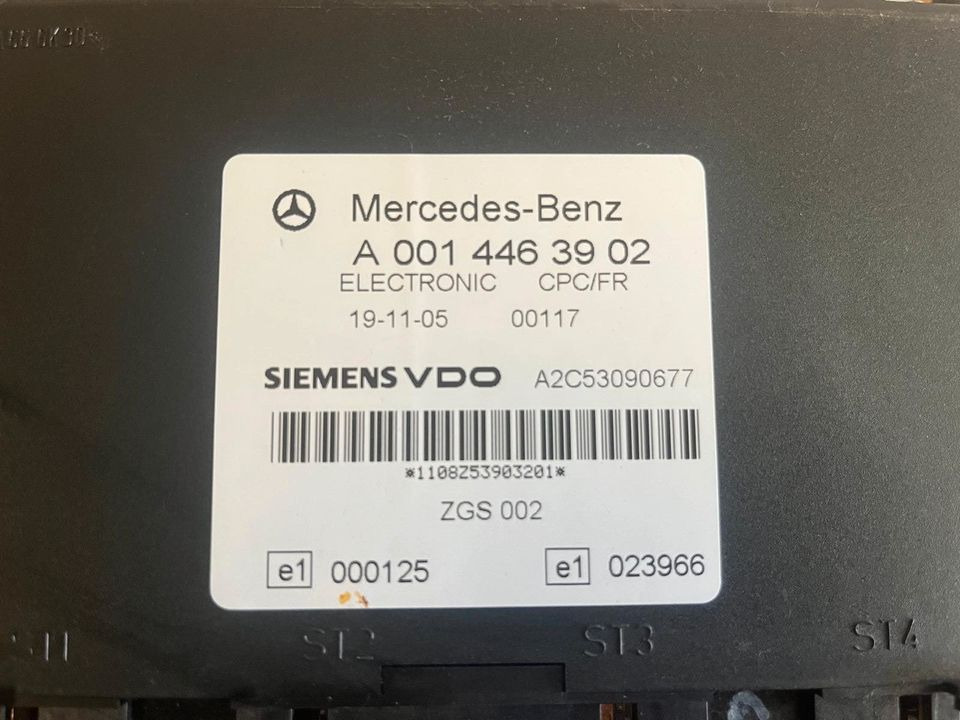 Mercedes-Benz
A 001 446 39 02
ELECTRONIC CPC/FR
19-11-05 00117
SIEMENS VDO A2C53090677
*1108Z53903201*
ZGS 002
e1 000125 e1 023966
ST2 ST3 ST4